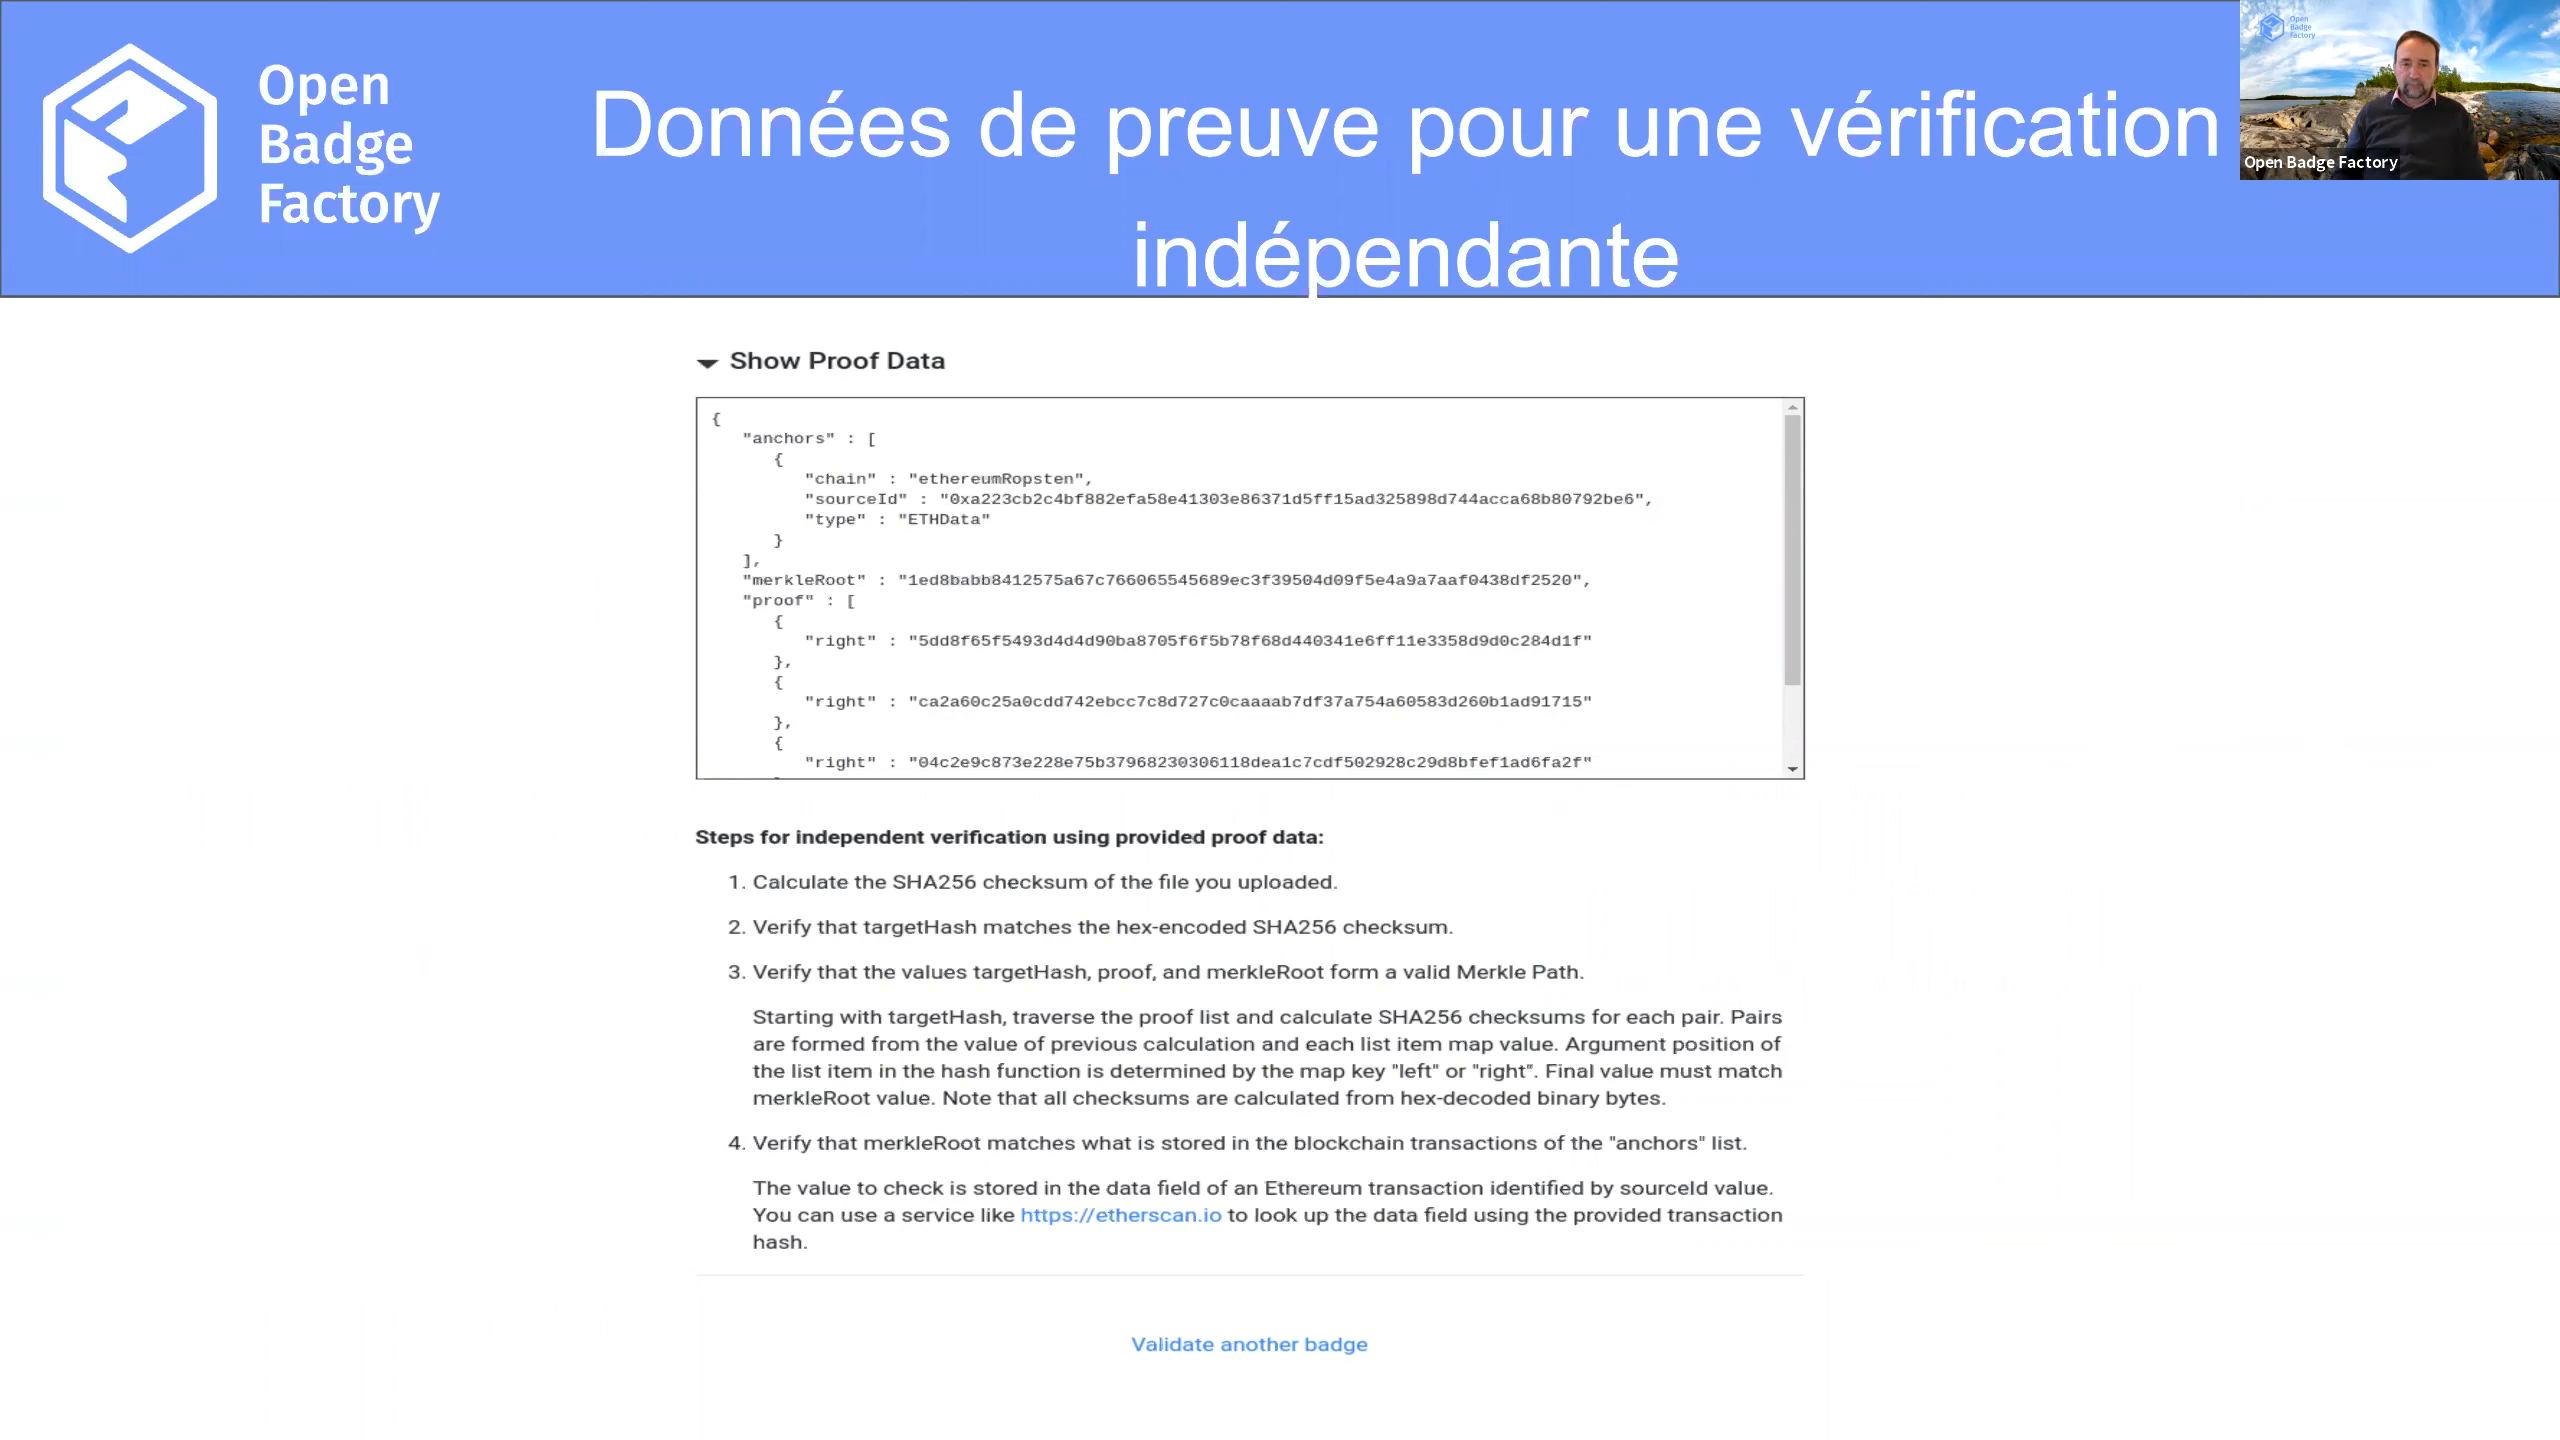 Open
Badge
Factory
Données de preuve pour une vérification
indépendante
Open
Badge
Factory
Open Badge Factory
Show Proof Data
{
"anchors" : [
{
"chain" : "ethereumRopsten",
"sourceId" : "0xa223cb2c4bf882efa58e41303e86371d5ff15ad325898d744acca68b80792be6",
"type" : "ETHData"
}
],
"merkleRoot" : "1ed8babb8412575a67c766065545689ec3f39504d09f5e4a9a7aaf0438df2520",
"proof" : [
{
"right" : "5dd8f65f5493d4d4d90ba8705f6f5b78f68d440341e6ff11e3358d9d0c284d1f"
},
{
"right" : "ca2a60c25a0cdd742ebcc7c8d727c0caaaab7df37a754a60583d260b1ad91715"
},
{
"right" : "04c2e9c873e228e75b37968230306118dea1c7cdf502928c29d8bfef1ad6fa2f"
Steps for independent verification using provided proof data:
1. Calculate the SHA256 checksum of the file you uploaded.
2. Verify that targetHash matches the hex-encoded SHA256 checksum.
3. Verify that the values targetHash, proof, and merkleRoot form a valid Merkle Path.
Starting with targetHash, traverse the proof list and calculate SHA256 checksums for each pair. Pairs
are formed from the value of previous calculation and each list item map value. Argument position of
the list item in the hash function is determined by the map key "left" or "right". Final value must match
merkleRoot value. Note that all checksums are calculated from hex-decoded binary bytes.
4. Verify that merkleRoot matches what is stored in the blockchain transactions of the "anchors" list.
The value to check is stored in the data field of an Ethereum transaction identified by sourceId value.
You can use a service like https://etherscan.io to look up the data field using the provided transaction
hash.
Validate another badge